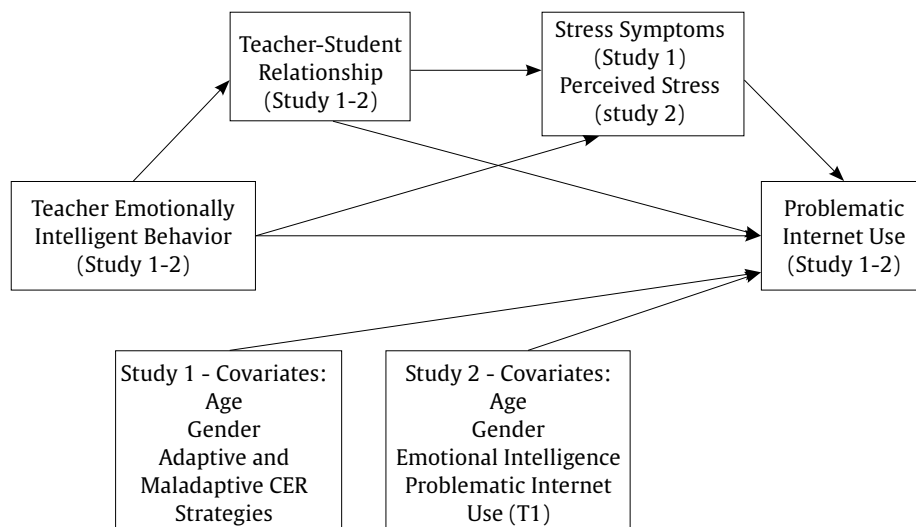 Teacher-Student
Relationship
(Study 1-2)
Stress Symptoms
(Study 1)
Perceived Stress
(study 2)
Teacher Emotionally
Intelligent Behavior
(Study 1-2)
Problematic
Internet Use
(Study 1-2)
Study 1 - Covariates:
Age
Gender
Adaptive and
Maladaptive CER
Strategies
Study 2 - Covariates:
Age
Gender
Emotional Intelligence
Problematic Internet
Use (T1)